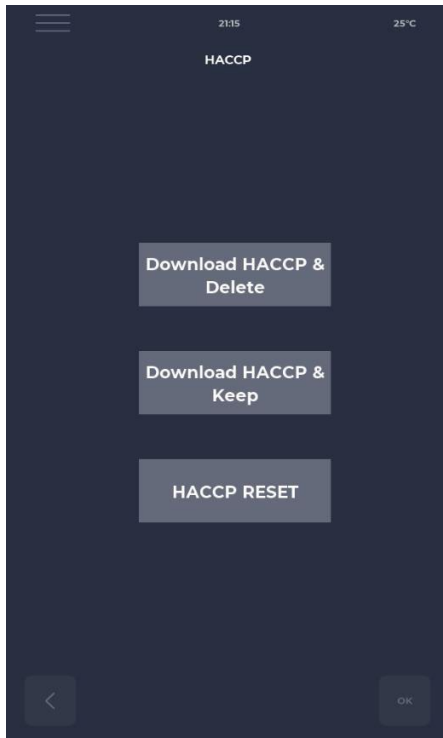 21:15
25°C
HACCP
Download HACCP &
Delete
Download HACCP &
Keep
HACCP RESET
OK